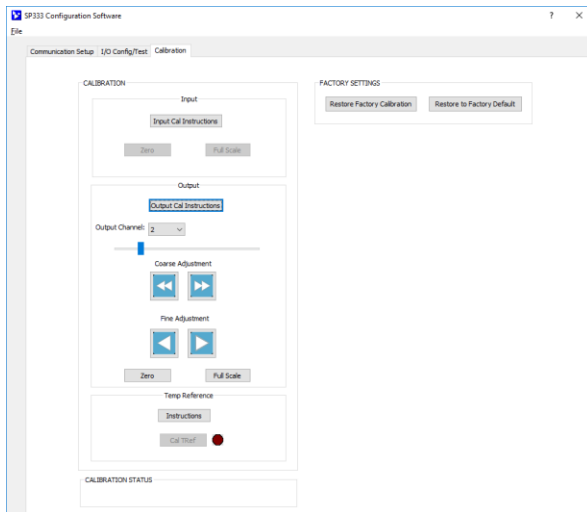 SP333 Configuration Software
?
File
Communication Setup I/O Config/Test Calibration
CALIBRATION
Input
Input Cal Instructions
Zero Full Scale
Output
Output Cal Instructions
Output Channel: 2
Coarse Adjustment
Fine Adjustment
Zero Full Scale
Temp Reference
Instructions
Cal TRef
CALIBRATION STATUS
FACTORY SETTINGS
Restore Factory Calibration Restore to Factory Default